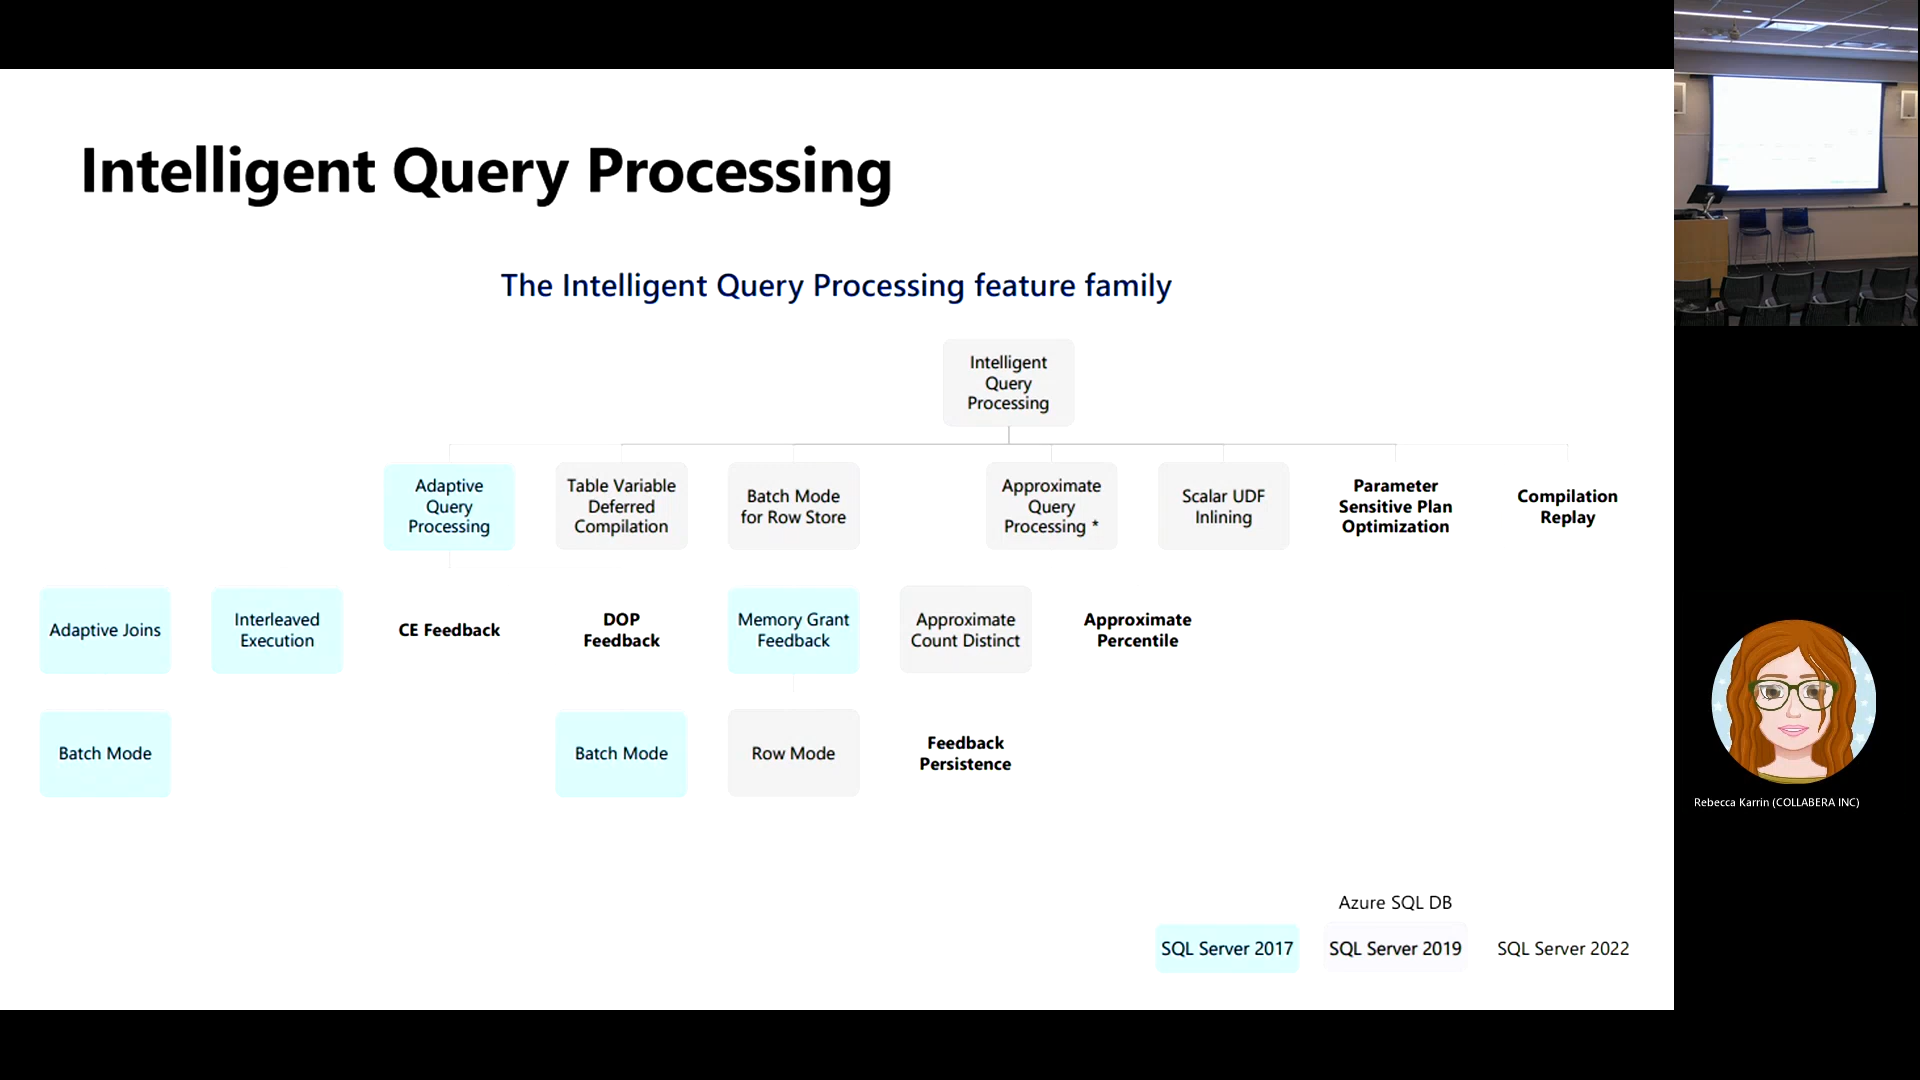 Intelligent Query Processing
The Intelligent Query Processing feature family
Intelligent
Query
Processing
Adaptive
Query
Processing
Table Variable
Deferred
Compilation
Batch Mode
for Row Store
Approximate
Query
Processing *
Scalar UDF
Inlining
Parameter
Sensitive Plan
Optimization
Compilation
Replay
Adaptive Joins
Interleaved
Execution
CE Feedback
DOP
Feedback
Memory Grant
Feedback
Approximate
Count Distinct
Approximate
Percentile
Batch Mode
Batch Mode
Row Mode
Feedback
Persistence
Azure SQL DB
SQL Server 2017
SQL Server 2019
SQL Server 2022
Rebecca Karrin (COLLABERA INC)